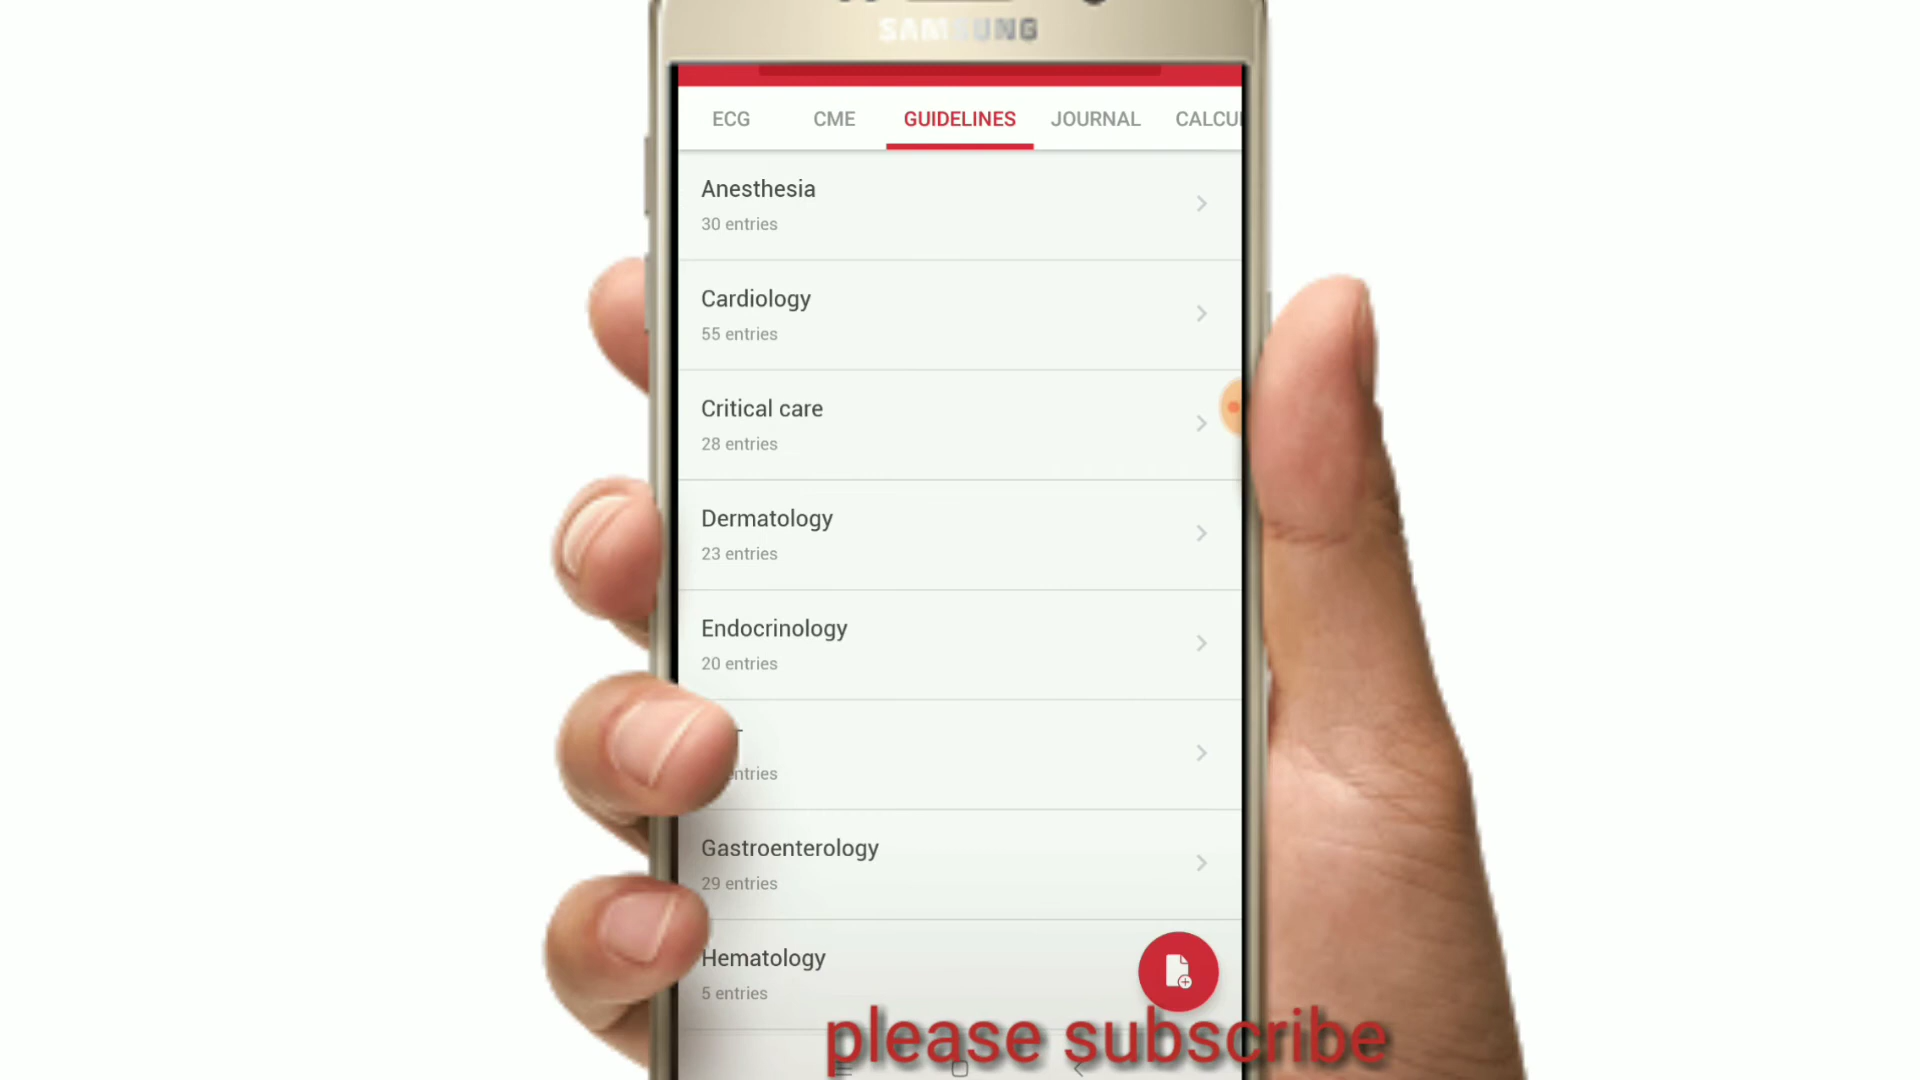 SAMSUNG
ECG CME GUIDELINES JOURNAL
Anesthesia
30 entries
Cardiology
55 entries
Critical care
28 entries
Dermatology
23 entries
Endocrinology
20 entries
Gastroenterology
29 entries
Hematology
5 entries
please subscribe